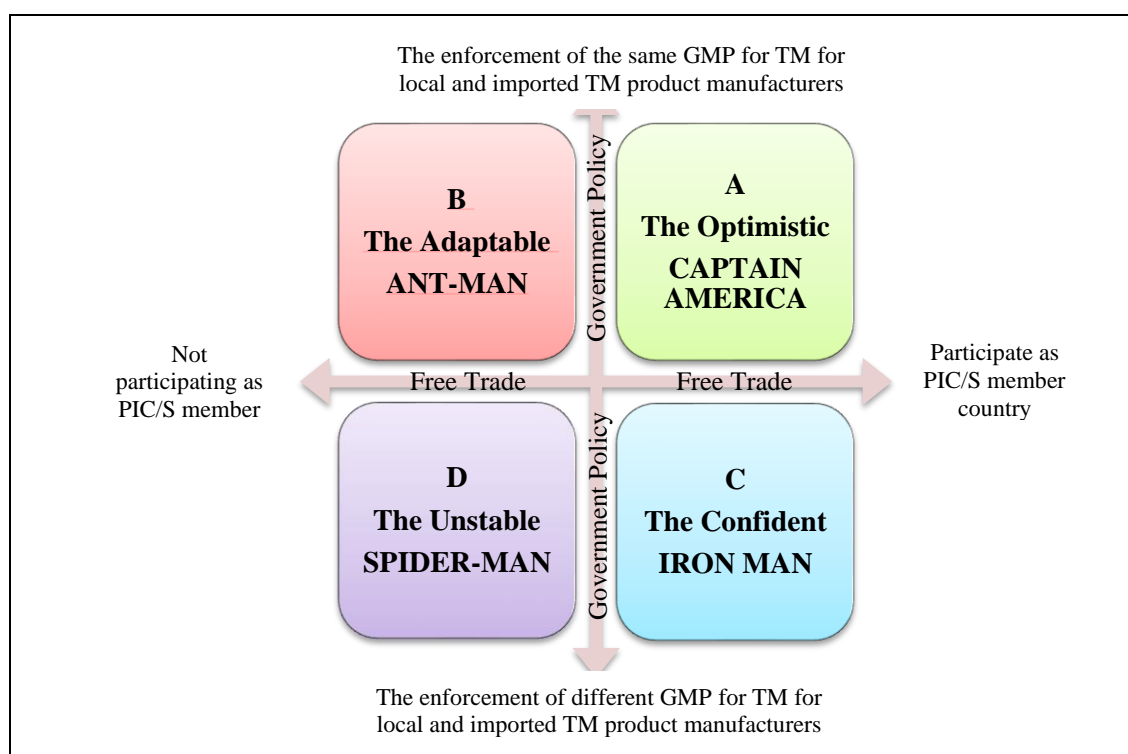 The enforcement of the same GMP for TM for
local and imported TM product manufacturers
Government Policy
B
The Adaptable
ANT-MAN
A
The Optimistic
CAPTAIN
AMERICA
Not
participating as
PIC/S member
Free Trade
Free Trade
Participate as
PIC/S member
country
Government Policy
D
The Unstable
SPIDER-MAN
C
The Confident
IRON MAN
The enforcement of different GMP for TM for
local and imported TM product manufacturers